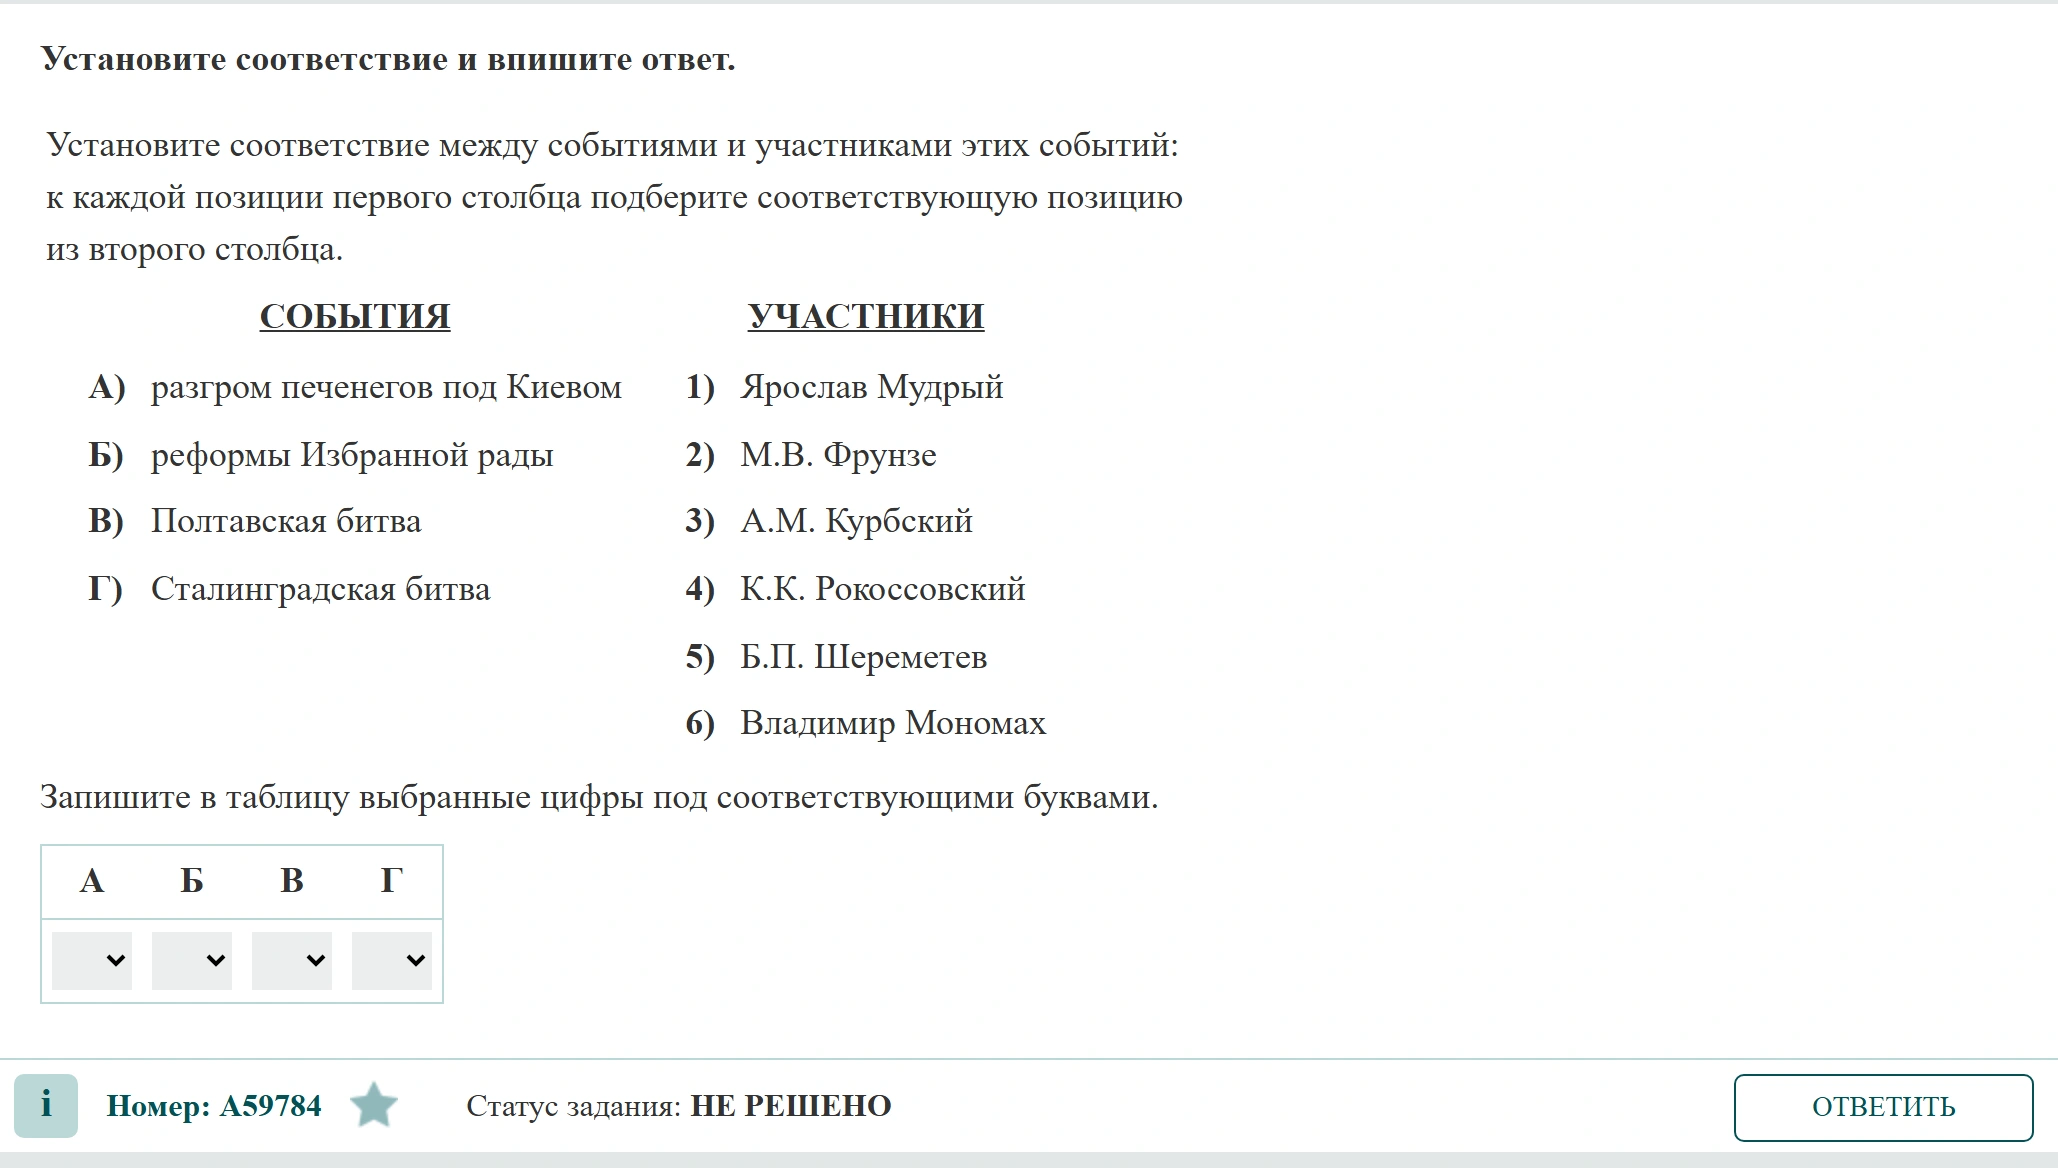 Установите соответствие и впишите ответ.
Установите соответствие между событиями и участниками этих событий:
к каждой позиции первого столбца подберите соответствующую позицию
из второго столбца.
СОБЫТИЯ УЧАСТНИКИ
А) разгром печенегов под Киевом 1) Ярослав Мудрый
Б) реформы Избранной рады 2) М.В. Фрунзе
В) Полтавская битва 3) А.М. Курбский
Г) Сталинградская битва 4) К.К. Рокоссовский
5) Б.П. Шереметев
6) Владимир Мономах
Запишите в таблицу выбранные цифры под соответствующими буквами.
А Б В Г
i Номер: A59784 Статус задания: НЕ РЕШЕНО ОТВЕТИТЬ